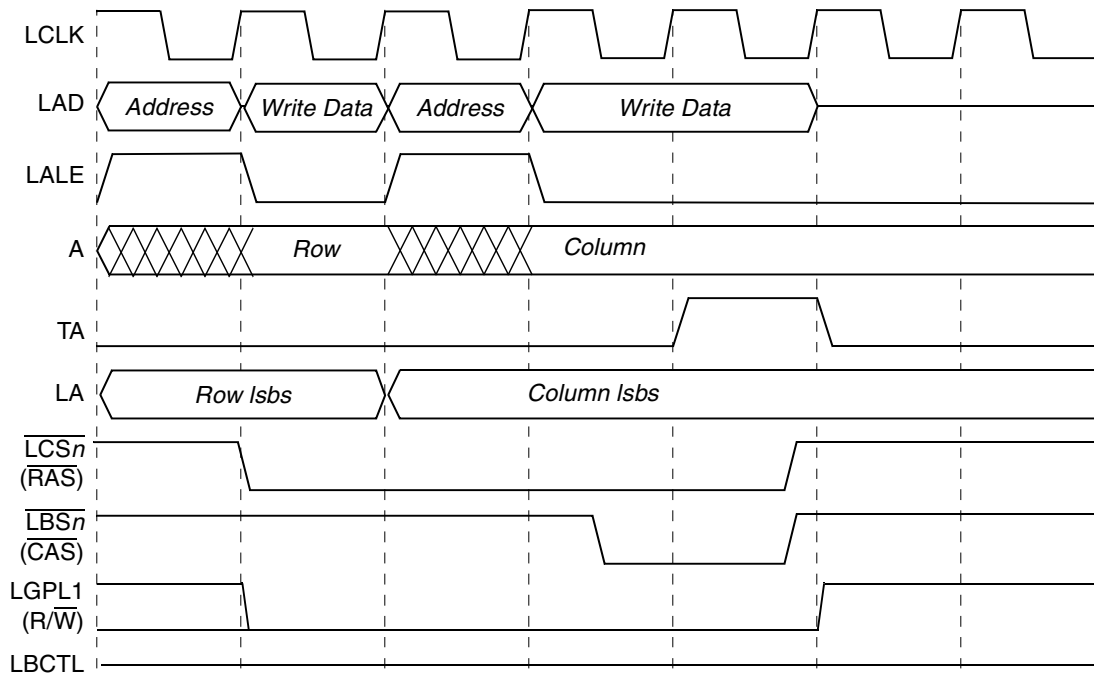 LCLK
LAD Address Write Data Address Write Data
LALE
A Row Column
TA
LA Row lsbs Column lsbs
LCSn
(RAS)
LBSn
(CAS)
LGPL1
(R/W)
LBCTL